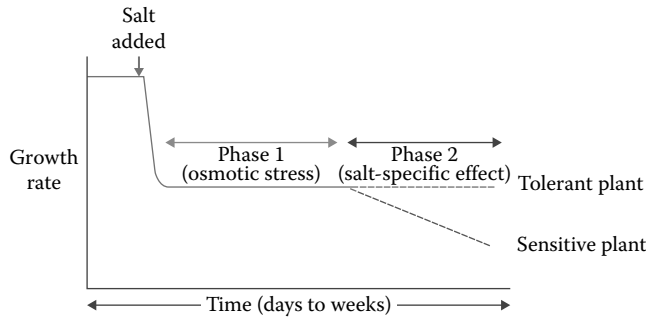 Salt
added
Growth
rate
Phase 1
(osmotic stress)
Phase 2
(salt-specific effect)
Tolerant plant
Sensitive plant
Time (days to weeks)